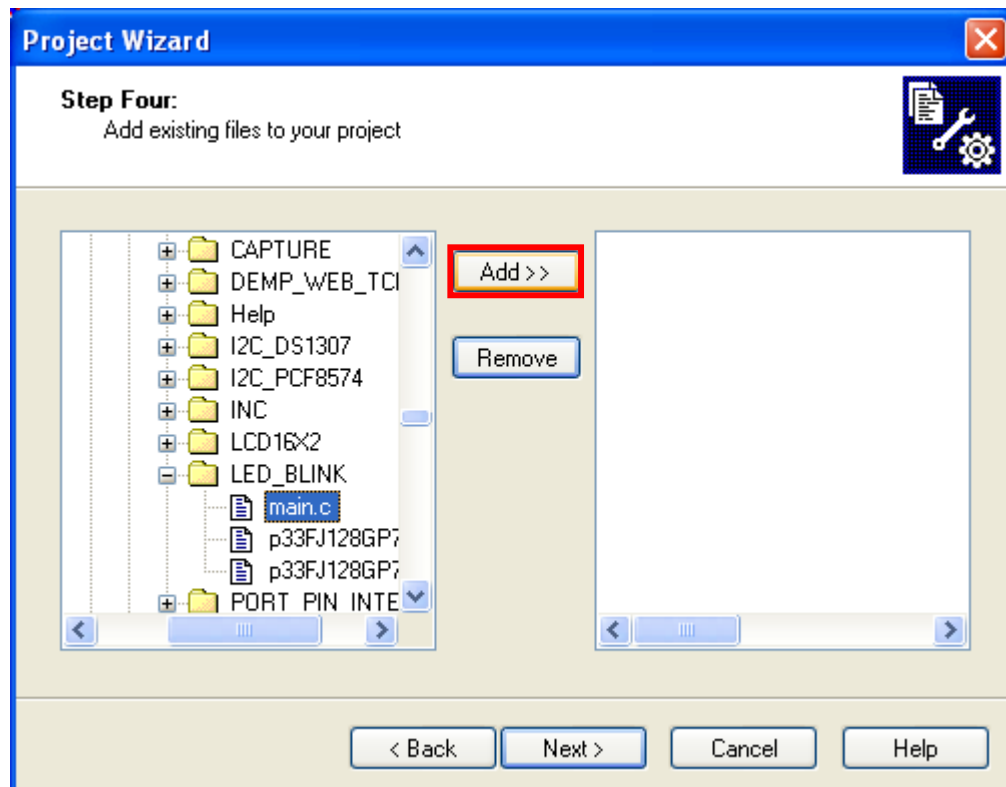 Project Wizard
Step Four:
Add existing files to your project
CAPTURE
DEMP_WEB_TCI
Help
I2C_DS1307
I2C_PCF8574
INC
LCD16X2
LED_BLINK
main.c
p33FJ128GP7
p33FJ128GP7
PORT_PIN_INTE
Add >>
Remove
< Back
Next >
Cancel
Help